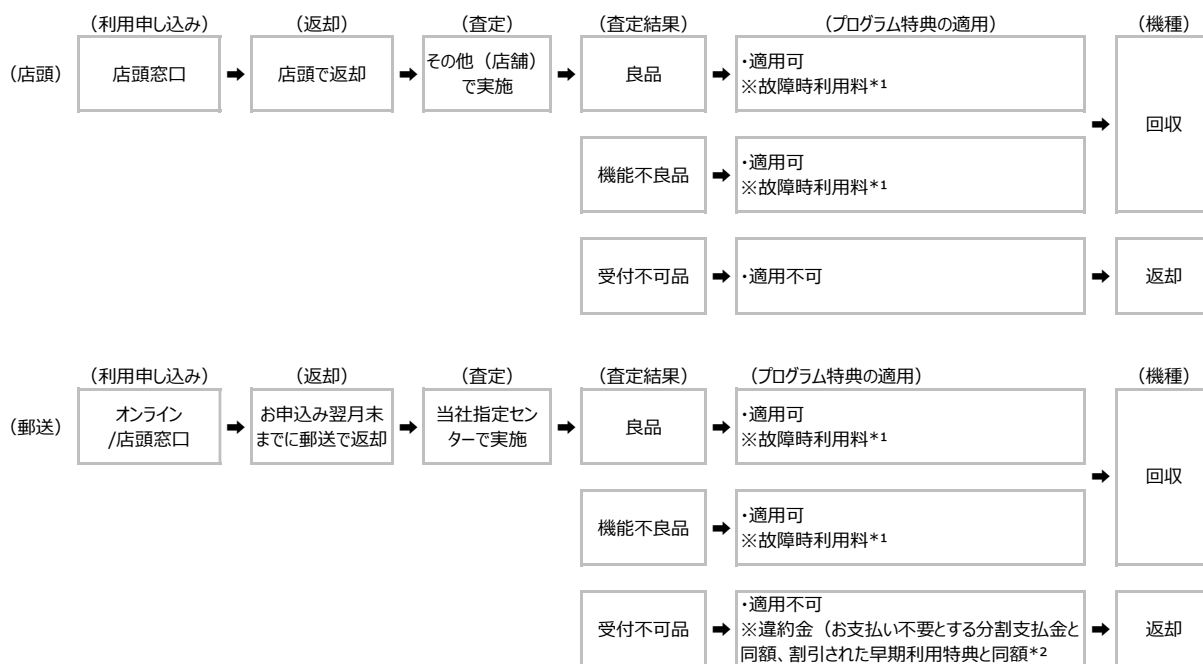 （利用申し込み） （返却） （査定） （査定結果） （プログラム特典の適用） （機種）
（店頭） 店頭窓口 ➡ 店頭で返却 ➡ その他（店舗）
で実施 ➡ 良品 ➡ ・適用可
※故障時利用料*1
➡ 回収
機能不良品 ➡ ・適用可
※故障時利用料*1
受付不可品 ➡ ・適用不可 ➡ 返却
（利用申し込み） （返却） （査定） （査定結果） （プログラム特典の適用） （機種）
（郵送） オンライン
/店頭窓口 ➡ お申込み翌月末
までに郵送で返却 ➡ 当社指定セン
ターで実施 ➡ 良品 ➡ ・適用可
※故障時利用料*1
➡ 回収
機能不良品 ➡ ・適用可
※故障時利用料*1
受付不可品 ➡ ・適用不可
※違約金（お支払い不要とする分割支払金と
同額、割引された早期利用特典と同額*2
➡ 返却